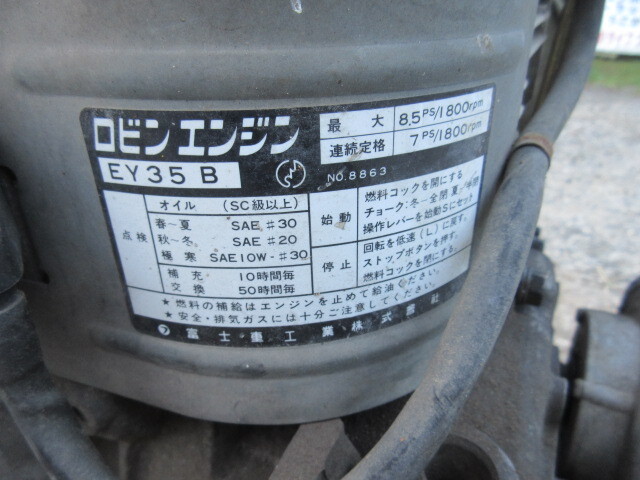 ロビンエンジン
EY35 B
最大 8.5PS/1800rpm
連続定格 7PS/1800rpm
NO.8863
点検
オイル (SC級以上)
春〜夏 SAE #30
秋〜冬 SAE #20
極寒 SAE10W-#30
補充 10時間毎
交換 50時間毎
始動
燃料コックを開にする
チョーク:冬-全閉 夏-半開
操作レバーを始動Sにセット
停止
回転を低速(L)に戻す。
ストップボタンを押す。
燃料コックを閉にする。
★燃料の補給はエンジンを止めて給油ください。
★安全・排気ガスには十分ご注意してください。
富士重工業株式会社